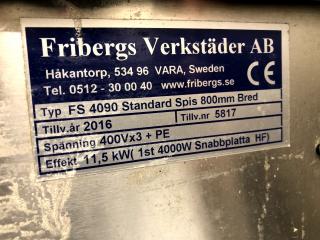 Fribergs Verkstäder AB
Håkantorp, 534 96 VARA, Sweden
Tel. 0512 - 30 00 40 www.fribergs.se
CE
Typ FS 4090 Standard Spis 800mm Bred
Tillv.år 2016 Tillv.nr 5817
Spänning 400Vx3 + PE
Effekt 11,5 kW( 1st 4000W Snabbplatta HF)